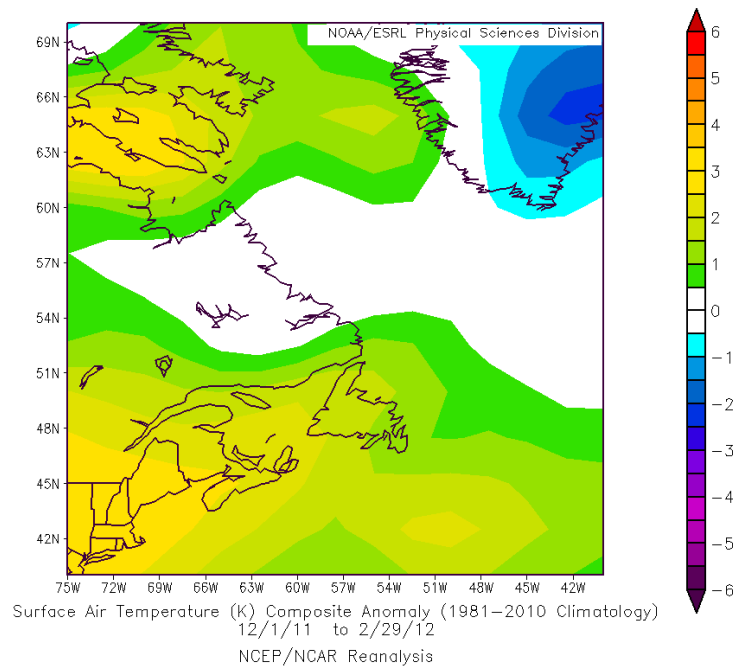 NOAA/ESRL Physical Sciences Division
69N
66N
63N
60N
57N
54N
51N
48N
45N
42N
75W 72W 69W 66W 63W 60W 57W 54W 51W 48W 45W 42W
6
5
4
3
2
1
0
-1
-2
-3
-4
-5
-6
Surface Air Temperature (K) Composite Anomaly (1981-2010 Climatology)
12/1/11 to 2/29/12
NCEP/NCAR Reanalysis